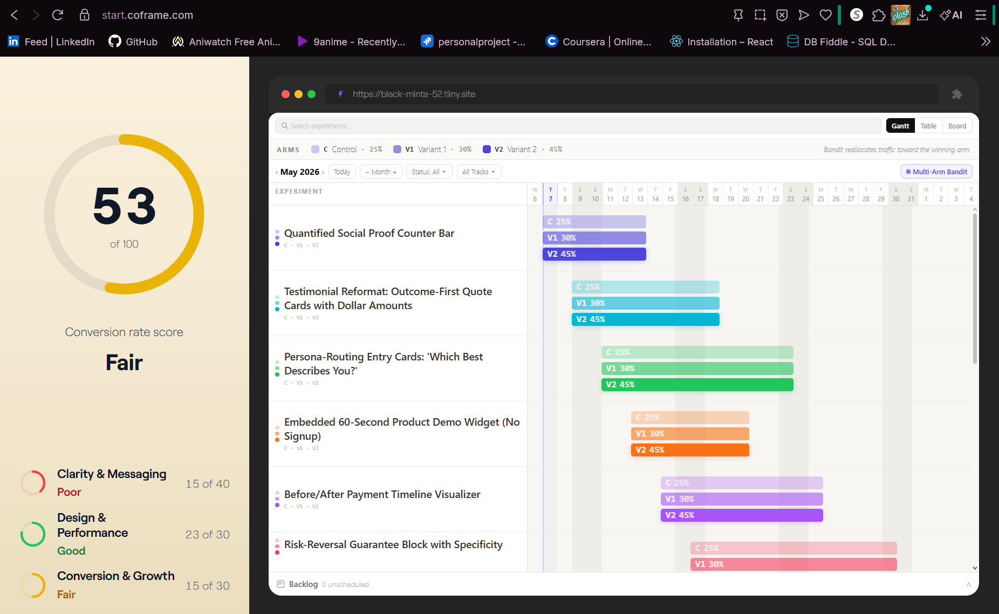 start.coframe.com
AI
Feed | LinkedIn
GitHub
Aniwatch Free Ani...
9anime - Recently...
personalproject -...
Coursera | Online...
Installation – React
DB Fiddle - SQL D...
53
of 100
Conversion rate score
Fair
Clarity & Messaging
Poor
15 of 40
Design &
Performance
Good
23 of 30
Conversion & Growth
Fair
15 of 30
https://black-minta-52.tiiny.site
Search experiments...
Gantt
Table
Board
ARMS
C Control · 25%
V1 Variant 1 · 30%
V2 Variant 2 · 45%
Bandit reallocates traffic toward the winning arm.
‹ May 2026 ›
Today
– Month +
Status: All
All Tracks
Multi-Arm Bandit
EXPERIMENT
W T F S S M T W T F S S M T W T F S S M T W T F S S M T W T
6 7 8 9 10 11 12 13 14 15 16 17 18 19 20 21 22 23 24 25 26 27 28 29 30 31 1 2 3 4
Quantified Social Proof Counter Bar
C · V1 · V2
C 25%
V1 30%
V2 45%
Testimonial Reformat: Outcome-First Quote
Cards with Dollar Amounts
C · V1 · V2
C 25%
V1 30%
V2 45%
Persona-Routing Entry Cards: 'Which Best
Describes You?'
C · V1 · V2
C 25%
V1 30%
V2 45%
Embedded 60-Second Product Demo Widget (No
Signup)
C · V1 · V2
C 25%
V1 30%
V2 45%
Before/After Payment Timeline Visualizer
C · V1 · V2
C 25%
V1 30%
V2 45%
Risk-Reversal Guarantee Block with Specificity
C 25%
V1 30%
Backlog 0 unscheduled